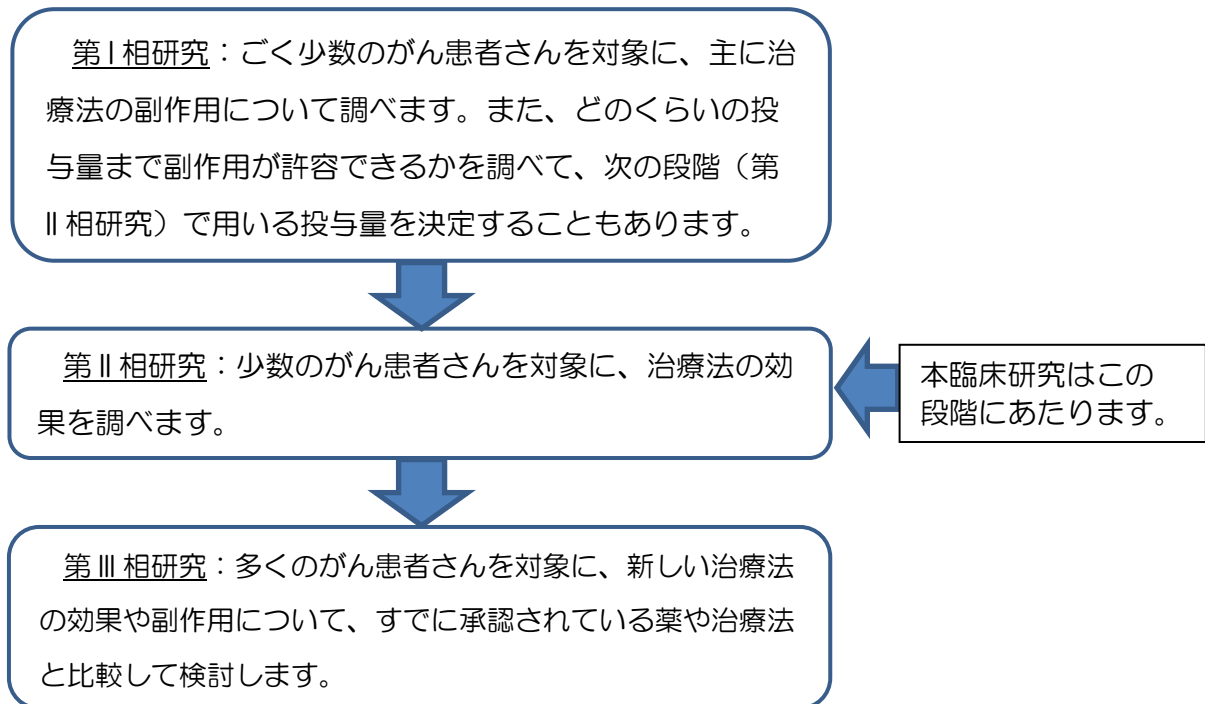 第Ⅰ相研究：ごく少数のがん患者さんを対象に、主に治
療法の副作用について調べます。また、どのくらいの投
与量まで副作用が許容できるかを調べて、次の段階（第
Ⅱ相研究）で用いる投与量を決定することもあります。
第Ⅱ相研究：少数のがん患者さんを対象に、治療法の効
果を調べます。
本臨床研究はこの
段階にあたります。
第Ⅲ相研究：多くのがん患者さんを対象に、新しい治療法
の効果や副作用について、すでに承認されている薬や治療法
と比較して検討します。